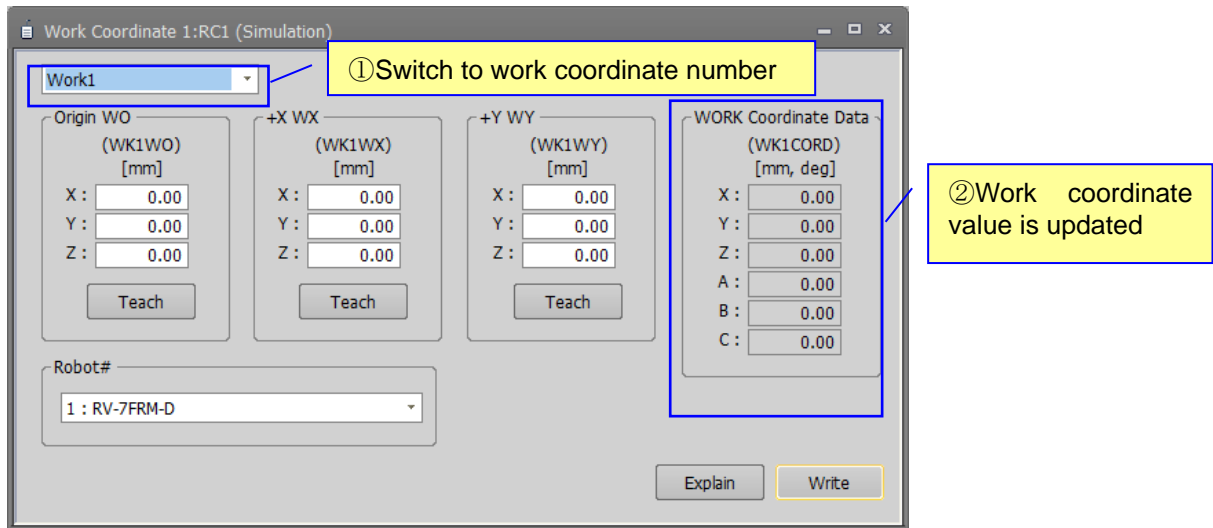 Work Coordinate 1:RC1 (Simulation)
①Switch to work coordinate number
Work1
Origin WO
(WK1WO)
[mm]
X : 0.00
Y : 0.00
Z : 0.00
Teach
+X WX
(WK1WX)
[mm]
X : 0.00
Y : 0.00
Z : 0.00
Teach
+Y WY
(WK1WY)
[mm]
X : 0.00
Y : 0.00
Z : 0.00
Teach
WORK Coordinate Data
(WK1CORD)
[mm, deg]
X : 0.00
Y : 0.00
Z : 0.00
A : 0.00
B : 0.00
C : 0.00
②Work coordinate
value is updated
Robot#
1 : RV-7FRM-D
Explain
Write